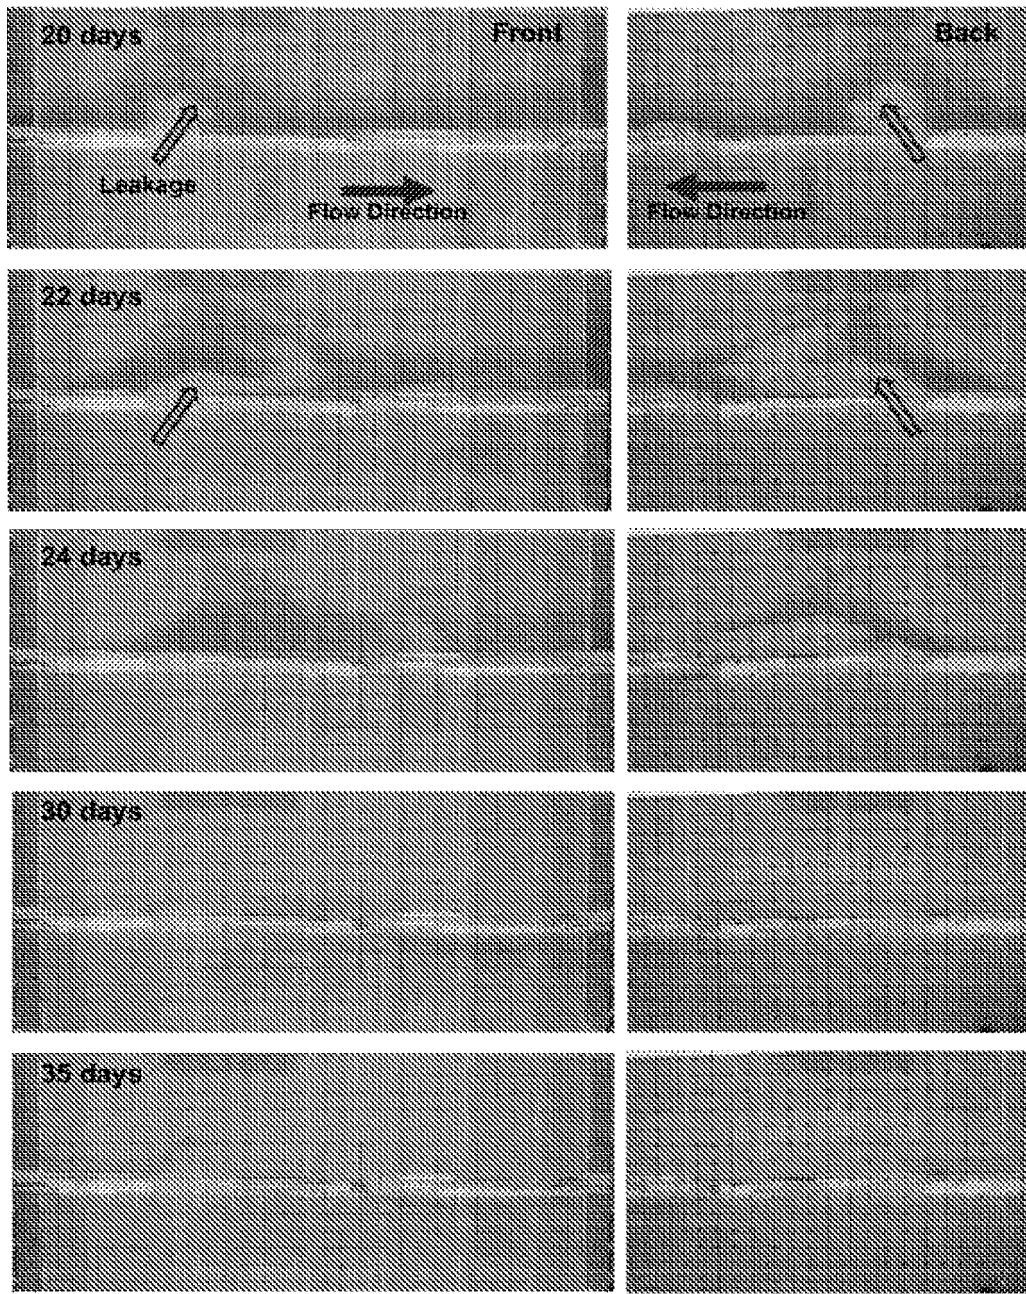 20 days
Front
Back
Leakage
Flow Direction
Flow Direction
22 days
24 days
30 days
35 days